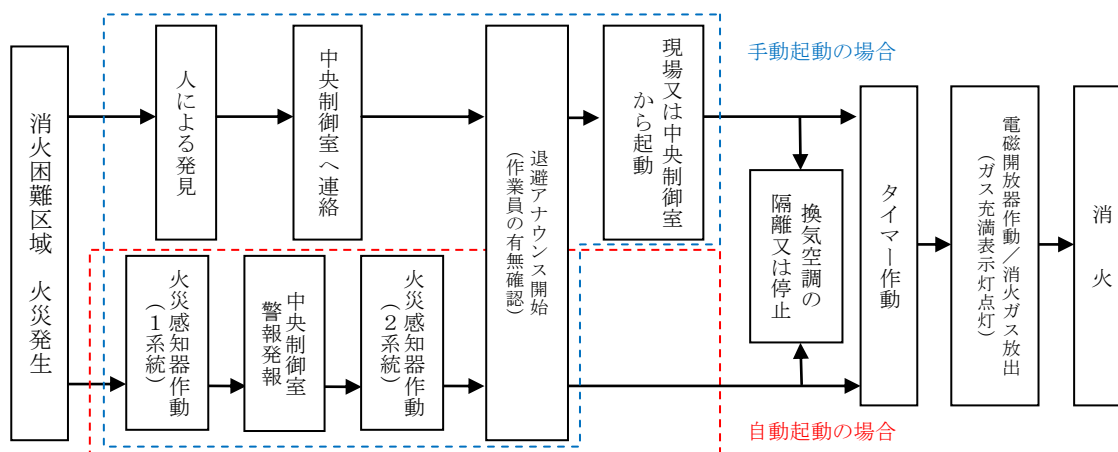 消火困難区域 火災発生
人による発見
中央制御室へ連絡
退避アナウンス開始
(作業員の有無確認)
現場又は中央制御室
から起動
手動起動の場合
火災感知器作動
(1系統)
中央制御室
警報発報
火災感知器作動
(2系統)
換気空調の
隔離又は停止
自動起動の場合
タイマー作動
電磁開放器作動/消火ガス放出
(ガス充満表示灯点灯)
消 火